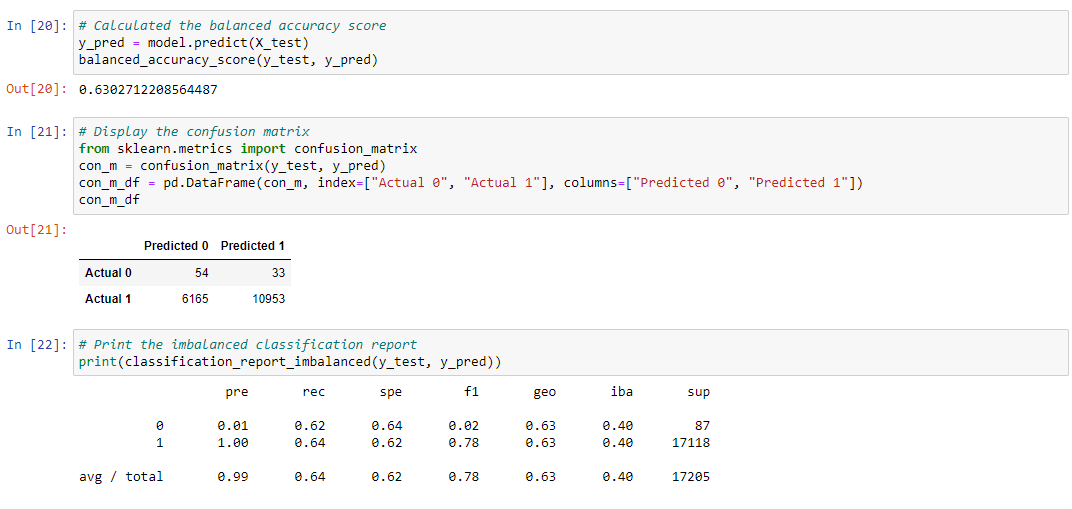 In [20]: # Calculated the balanced accuracy score
y_pred = model.predict(X_test)
balanced_accuracy_score(y_test, y_pred)
Out[20]: 0.6302712208564487
In [21]: # Display the confusion matrix
from sklearn.metrics import confusion_matrix
con_m = confusion_matrix(y_test, y_pred)
con_m_df = pd.DataFrame(con_m, index=["Actual 0", "Actual 1"], columns=["Predicted 0", "Predicted 1"])
con_m_df
Out[21]:
Predicted 0 Predicted 1
Actual 0 54 33
Actual 1 6165 10953
In [22]: # Print the imbalanced classification report
print(classification_report_imbalanced(y_test, y_pred))
pre rec spe f1 geo iba sup
0 0.01 0.62 0.64 0.02 0.63 0.40 87
1 1.00 0.64 0.62 0.78 0.63 0.40 17118
avg / total 0.99 0.64 0.62 0.78 0.63 0.40 17205